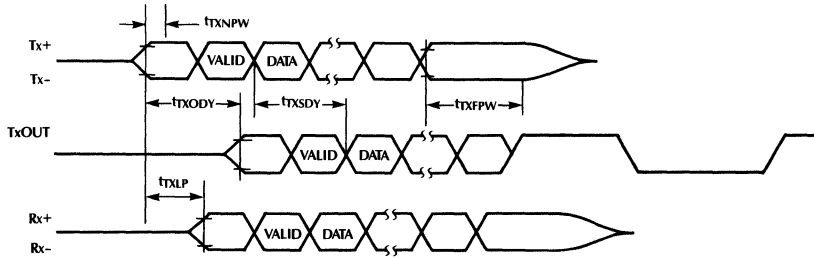 tTXNPW
Tx+
VALID DATA
Tx–
tTXODY tTXSDY tTXFPW
TxOUT
VALID DATA
tTXLP
Rx+
VALID DATA
Rx–